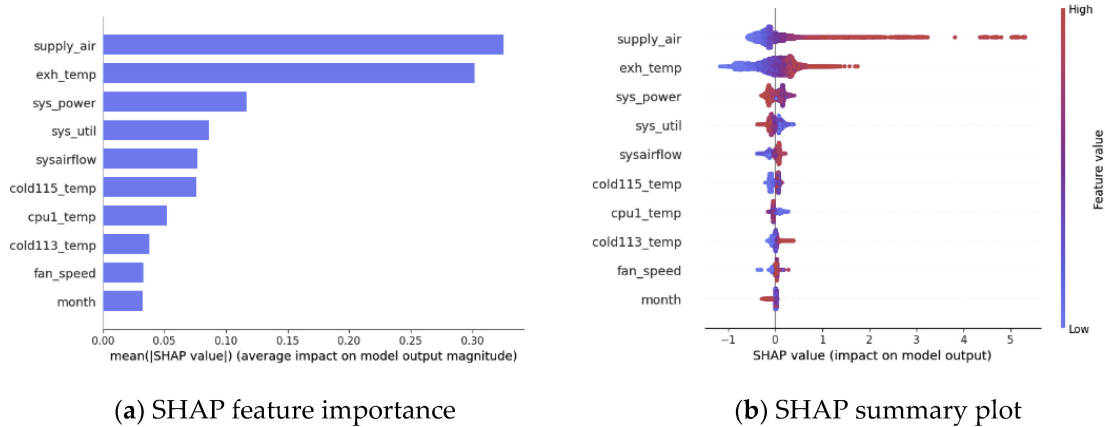 supply_air
exh_temp
sys_power
sys_util
sysairflow
cold115_temp
cpu1_temp
cold113_temp
fan_speed
month
0.00 0.05 0.10 0.15 0.20 0.25 0.30
mean(|SHAP value|) (average impact on model output magnitude)
(a) SHAP feature importance
supply_air
exh_temp
sys_power
sys_util
sysairflow
cold115_temp
cpu1_temp
cold113_temp
fan_speed
month
−1 0 1 2 3 4 5
SHAP value (impact on model output)
High
Feature value
Low
(b) SHAP summary plot